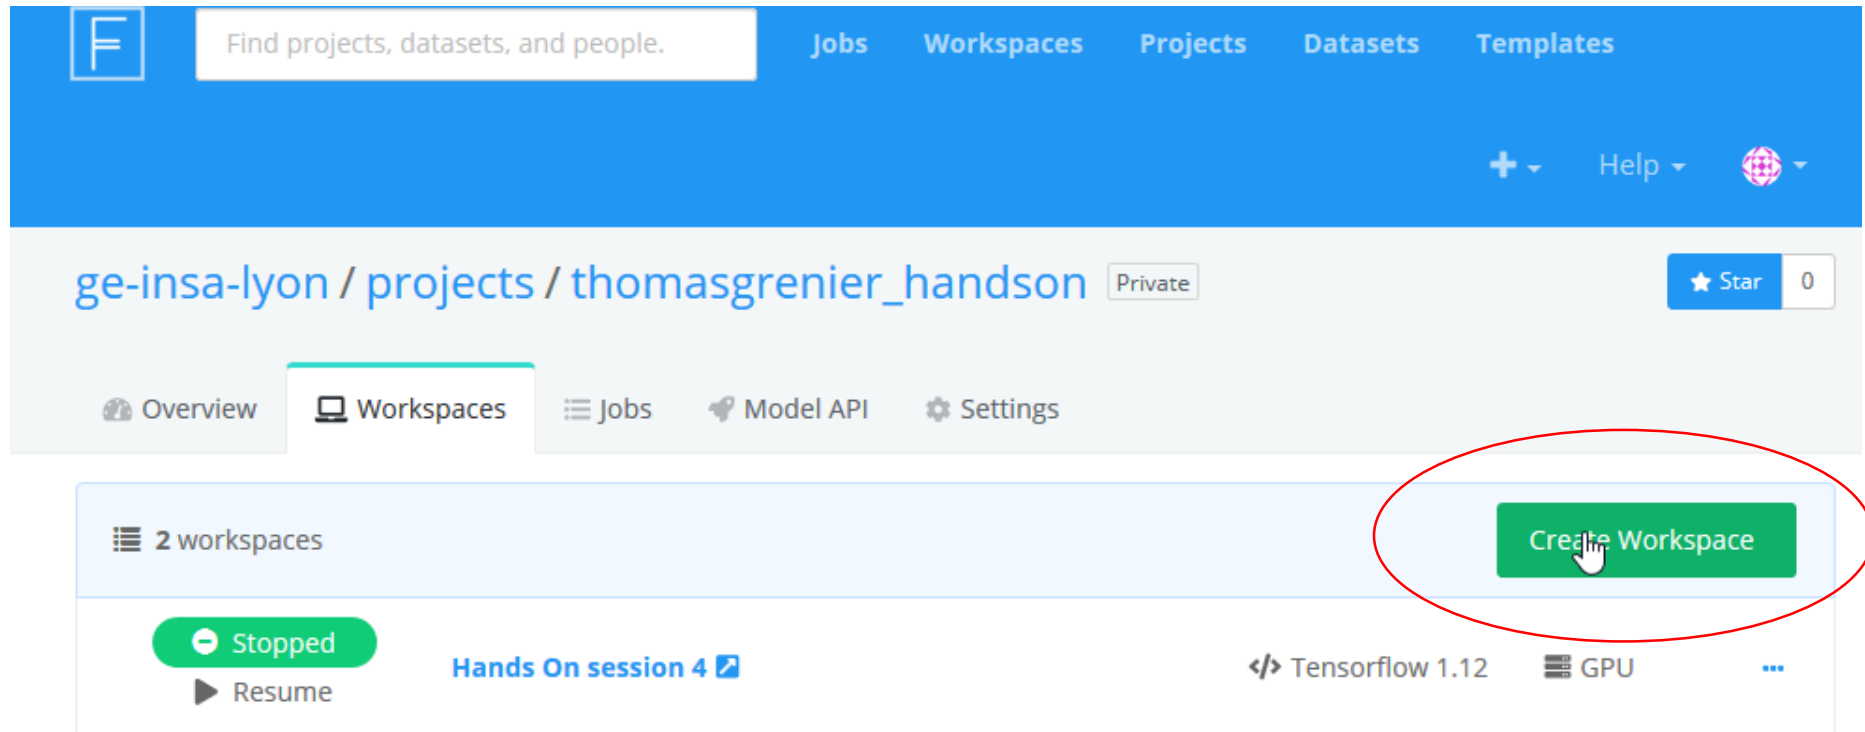 F
Find projects, datasets, and people. Jobs Workspaces Projects Datasets Templates
Help
ge-insa-lyon / projects / thomasgrenier_handson Private Star 0
Overview Workspaces Jobs Model API Settings
2 workspaces Create Workspace
Stopped
Hands On session 4 </> Tensorflow 1.12 GPU
Resume